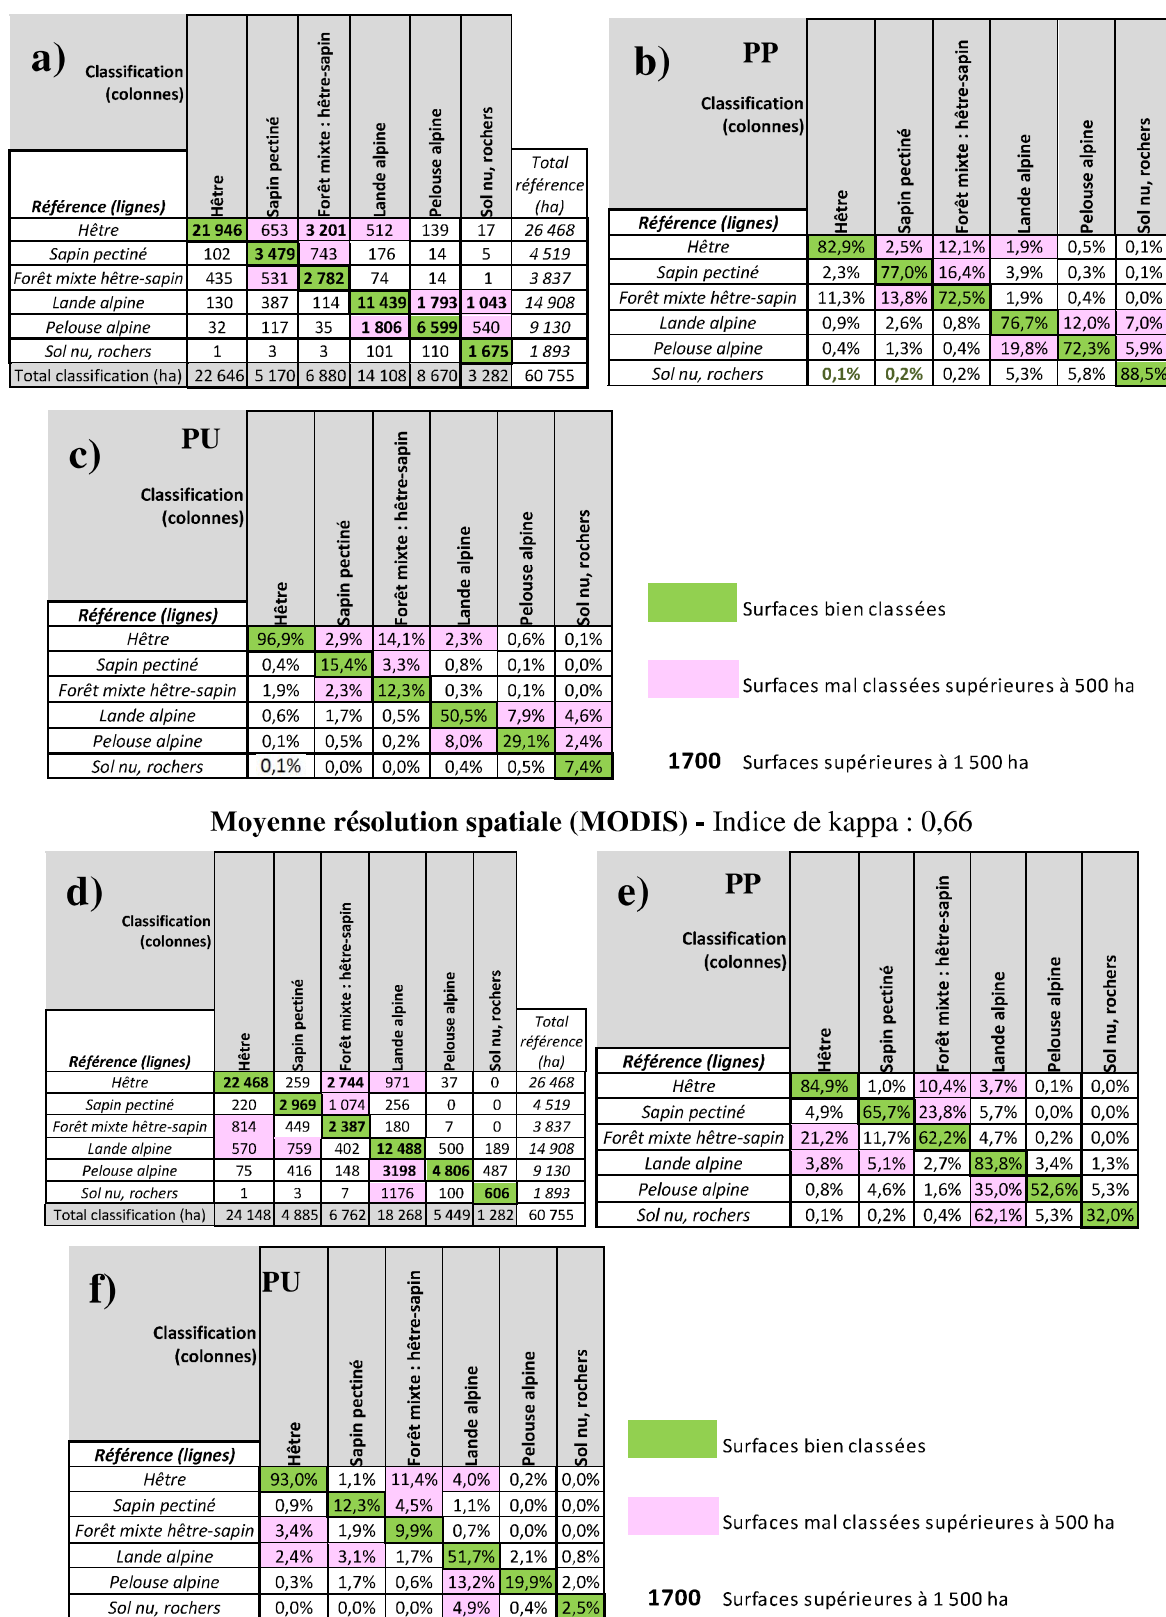 a)
Classification
(colonnes)
Référence (lignes) Hêtre Sapin pectiné Forêt mixte : hêtre-sapin Lande alpine Pelouse alpine Sol nu, rochers Total référence (ha)
Hêtre 21 946 653 3 201 512 139 17 26 468
Sapin pectiné 102 3 479 743 176 14 5 4 519
Forêt mixte hêtre-sapin 435 531 2 782 74 14 1 3 837
Lande alpine 130 387 114 11 439 1 793 1 043 14 908
Pelouse alpine 32 117 35 1 806 6 599 540 9 130
Sol nu, rochers 1 3 3 101 110 1 675 1 893
Total classification (ha) 22 646 5 170 6 880 14 108 8 670 3 282 60 755
b) PP
Classification
(colonnes)
Référence (lignes) Hêtre Sapin pectiné Forêt mixte : hêtre-sapin Lande alpine Pelouse alpine Sol nu, rochers
Hêtre 82,9% 2,5% 12,1% 1,9% 0,5% 0,1%
Sapin pectiné 2,3% 77,0% 16,4% 3,9% 0,3% 0,1%
Forêt mixte hêtre-sapin 11,3% 13,8% 72,5% 1,9% 0,4% 0,0%
Lande alpine 0,9% 2,6% 0,8% 76,7% 12,0% 7,0%
Pelouse alpine 0,4% 1,3% 0,4% 19,8% 72,3% 5,9%
Sol nu, rochers 0,1% 0,2% 0,2% 5,3% 5,8% 88,5%
c) PU
Classification
(colonnes)
Référence (lignes) Hêtre Sapin pectiné Forêt mixte : hêtre-sapin Lande alpine Pelouse alpine Sol nu, rochers
Hêtre 96,9% 2,9% 14,1% 2,3% 0,6% 0,1%
Sapin pectiné 0,4% 15,4% 3,3% 0,8% 0,1% 0,0%
Forêt mixte hêtre-sapin 1,9% 2,3% 12,3% 0,3% 0,1% 0,0%
Lande alpine 0,6% 1,7% 0,5% 50,5% 7,9% 4,6%
Pelouse alpine 0,1% 0,5% 0,2% 8,0% 29,1% 2,4%
Sol nu, rochers 0,1% 0,0% 0,0% 0,4% 0,5% 7,4%
Surfaces bien classées
Surfaces mal classées supérieures à 500 ha
1700 Surfaces supérieures à 1 500 ha
Moyenne résolution spatiale (MODIS) - Indice de kappa : 0,66
d)
Classification
(colonnes)
Référence (lignes) Hêtre Sapin pectiné Forêt mixte : hêtre-sapin Lande alpine Pelouse alpine Sol nu, rochers Total référence (ha)
Hêtre 22 468 259 2 744 971 37 0 26 468
Sapin pectiné 220 2 969 1 074 256 0 0 4 519
Forêt mixte hêtre-sapin 814 449 2 387 180 7 0 3 837
Lande alpine 570 759 402 12 488 500 189 14 908
Pelouse alpine 75 416 148 3198 4 806 487 9 130
Sol nu, rochers 1 3 7 1176 100 606 1 893
Total classification (ha) 24 148 4 885 6 762 18 268 5 449 1 282 60 755
e) PP
Classification
(colonnes)
Référence (lignes) Hêtre Sapin pectiné Forêt mixte : hêtre-sapin Lande alpine Pelouse alpine Sol nu, rochers
Hêtre 84,9% 1,0% 10,4% 3,7% 0,1% 0,0%
Sapin pectiné 4,9% 65,7% 23,8% 5,7% 0,0% 0,0%
Forêt mixte hêtre-sapin 21,2% 11,7% 62,2% 4,7% 0,2% 0,0%
Lande alpine 3,8% 5,1% 2,7% 83,8% 3,4% 1,3%
Pelouse alpine 0,8% 4,6% 1,6% 35,0% 52,6% 5,3%
Sol nu, rochers 0,1% 0,2% 0,4% 62,1% 5,3% 32,0%
f) PU
Classification
(colonnes)
Référence (lignes) Hêtre Sapin pectiné Forêt mixte : hêtre-sapin Lande alpine Pelouse alpine Sol nu, rochers
Hêtre 93,0% 1,1% 11,4% 4,0% 0,2% 0,0%
Sapin pectiné 0,9% 12,3% 4,5% 1,1% 0,0% 0,0%
Forêt mixte hêtre-sapin 3,4% 1,9% 9,9% 0,7% 0,0% 0,0%
Lande alpine 2,4% 3,1% 1,7% 51,7% 2,1% 0,8%
Pelouse alpine 0,3% 1,7% 0,6% 13,2% 19,9% 2,0%
Sol nu, rochers 0,0% 0,0% 0,0% 4,9% 0,4% 2,5%
Surfaces bien classées
Surfaces mal classées supérieures à 500 ha
1700 Surfaces supérieures à 1 500 ha